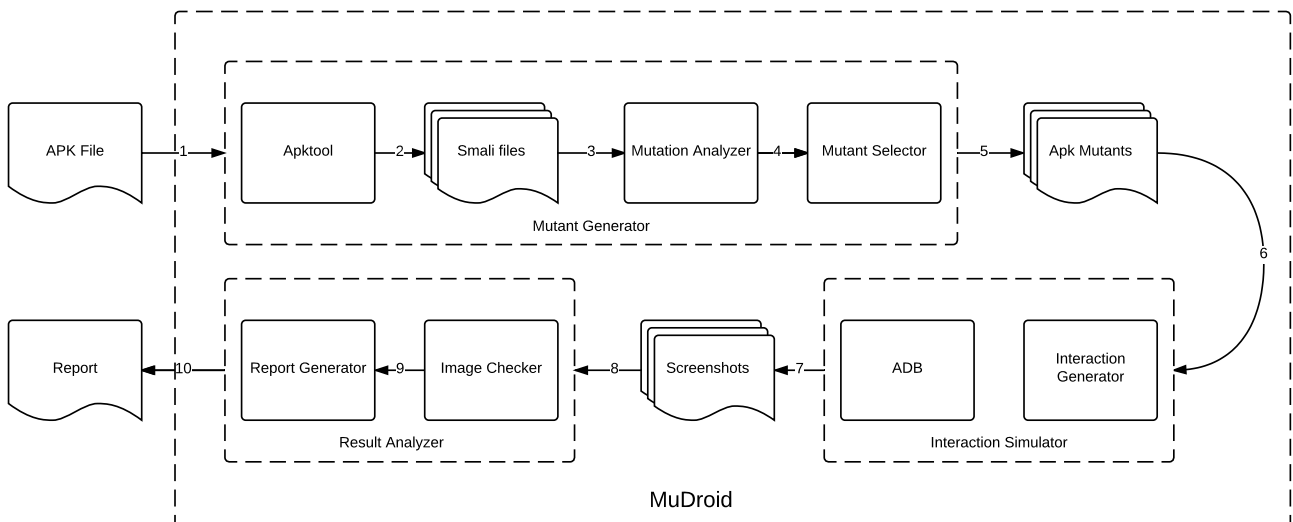 APK File
1
Apktool
2
Smali files
3
Mutation Analyzer
4
Mutant Selector
5
Apk Mutants
Mutant Generator
6
Report
10
Report Generator
9
Image Checker
8
Screenshots
7
ADB
Interaction
Generator
Result Analyzer
Interaction Simulator
MuDroid